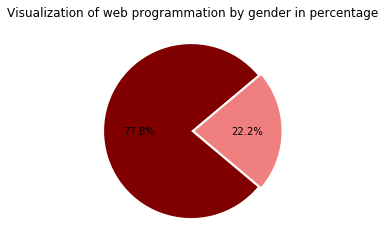 Visualization of web programmation by gender in percentage
77.8%
22.2%